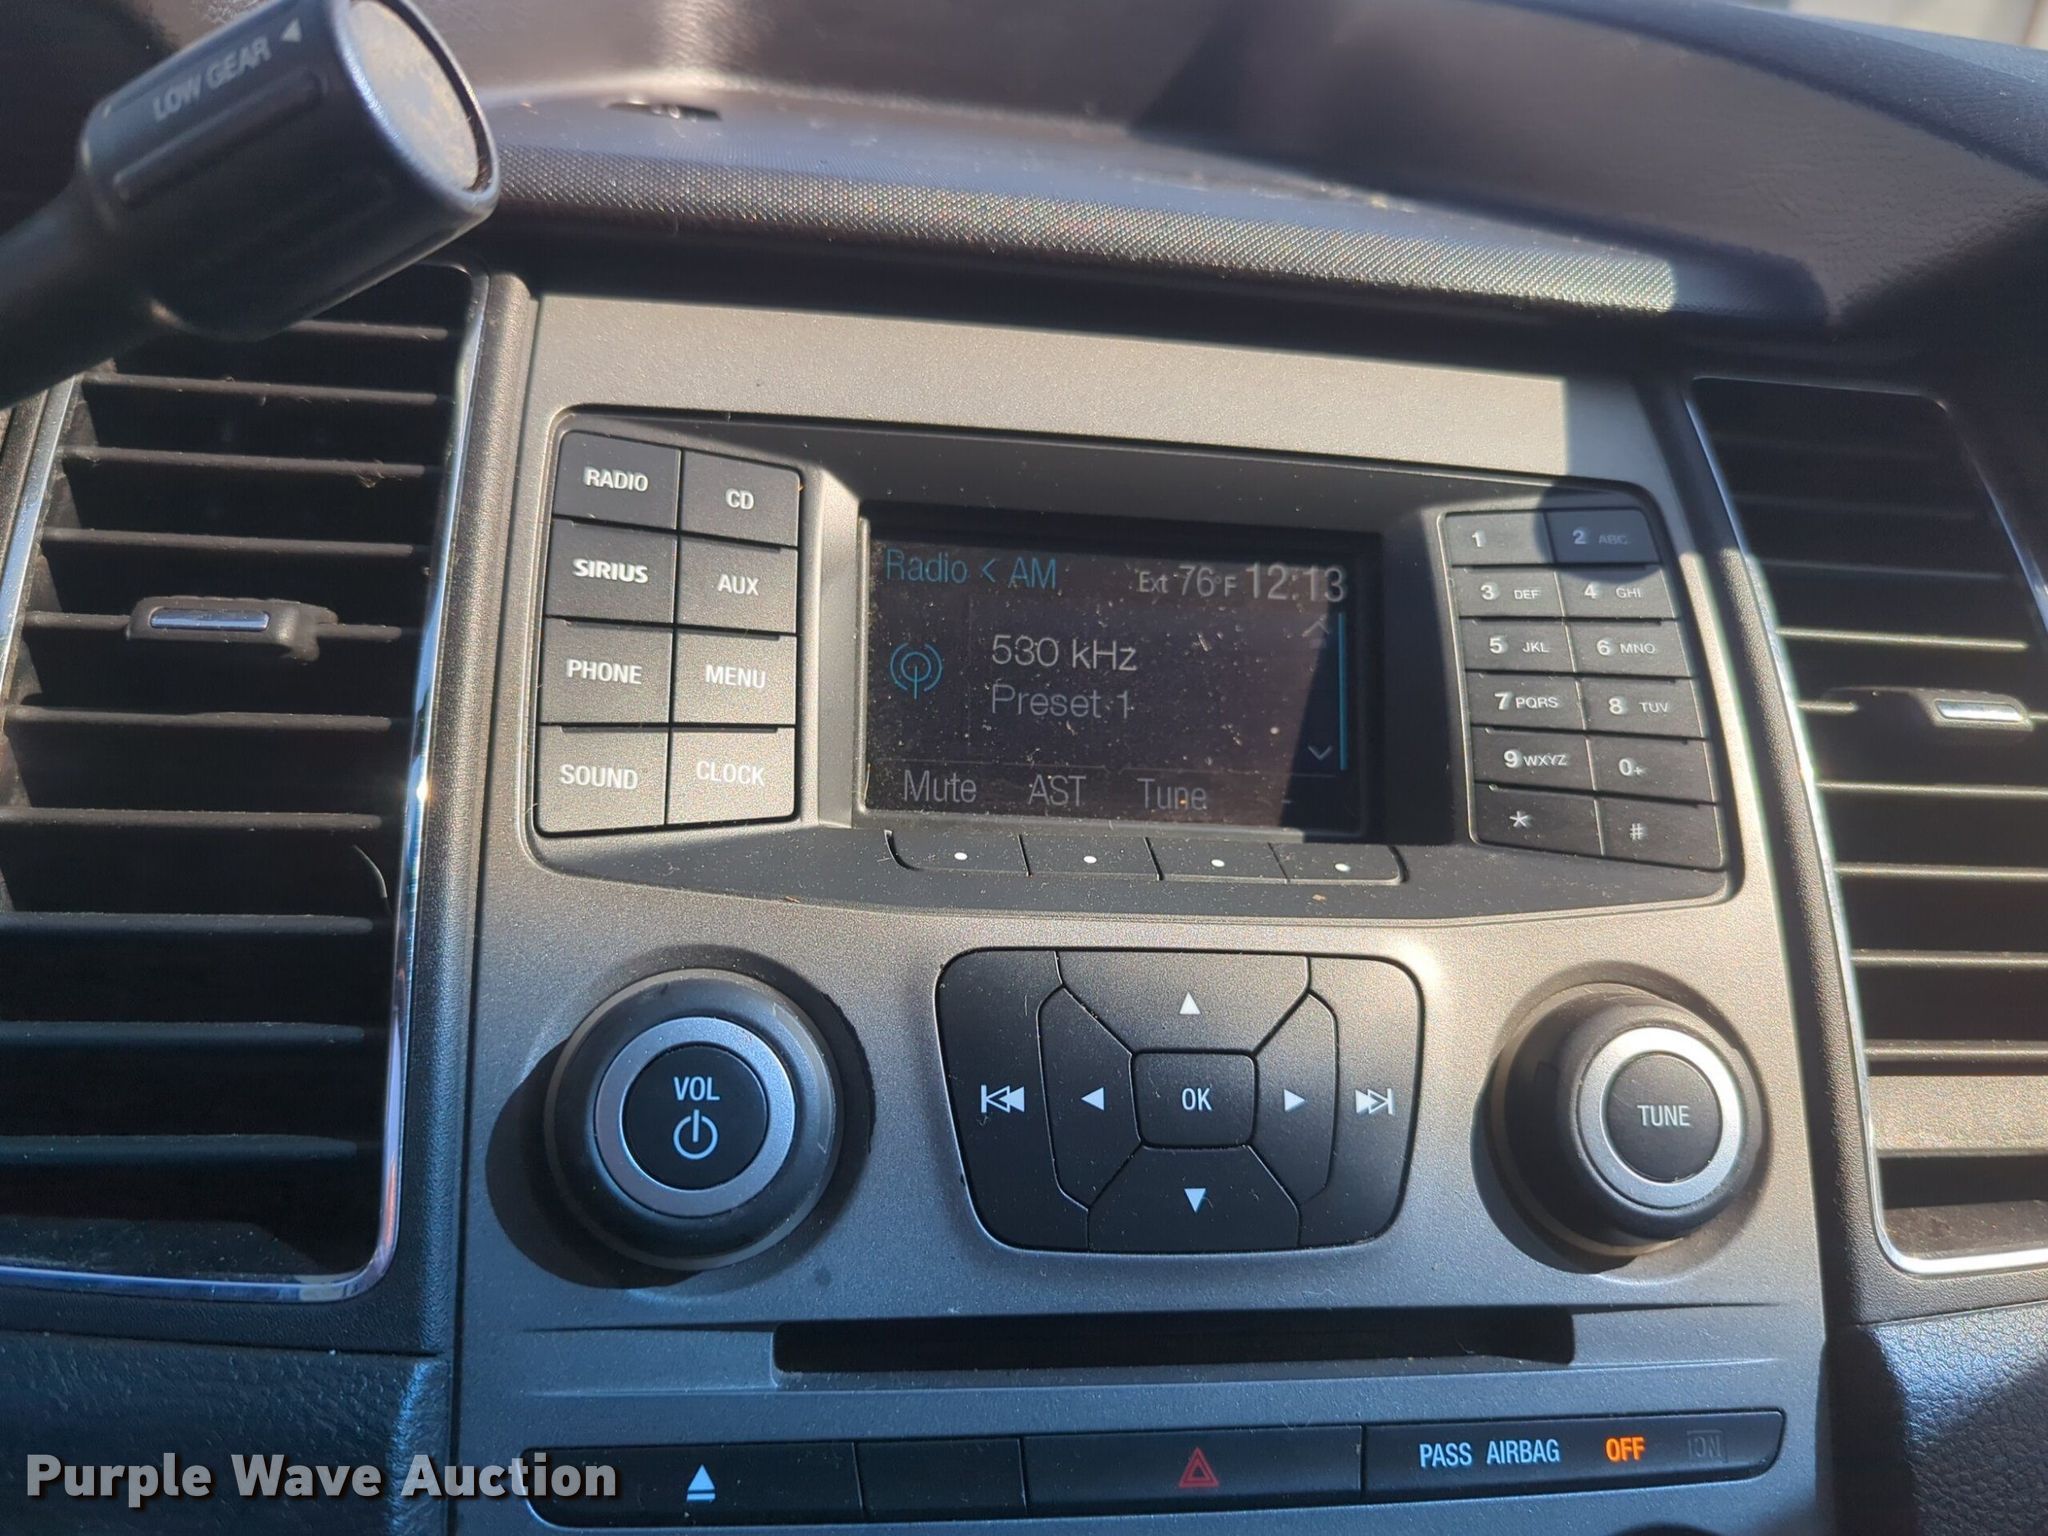 LOW GEAR
RADIO
CD
SIRIUS
AUX
PHONE
MENU
SOUND
CLOCK
Radio < AM
Ext 76°F 12:13
530 kHz
Preset 1
Mute AST Tune -
1
2 ABC
3 DEF
4 GHI
5 JKL
6 MNO
7 PQRS
8 TUV
9 WXYZ
0+
*
#
VOL
OK
TUNE
PASS AIRBAG OFF
Purple Wave Auction